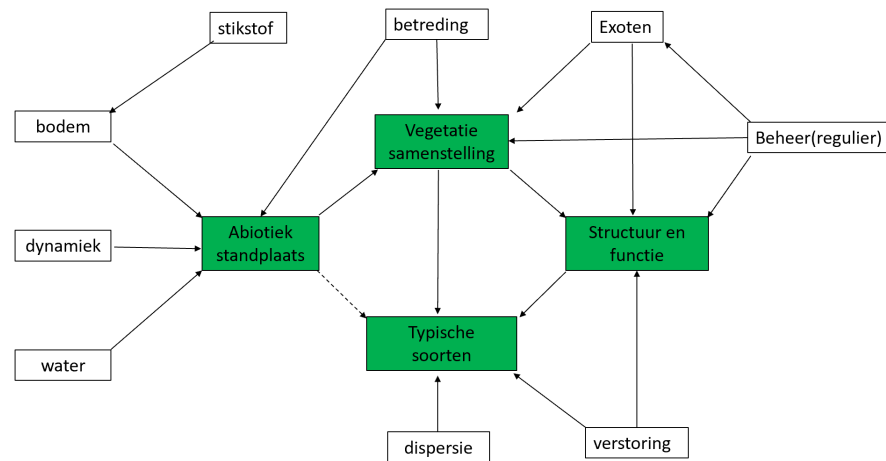 stikstof
betreding
Exoten
bodem
Vegetatie
samenstelling
Beheer(regulier)
dynamiek
Abiotiek
standplaats
Structuur en
functie
water
Typische
soorten
dispersie
verstoring